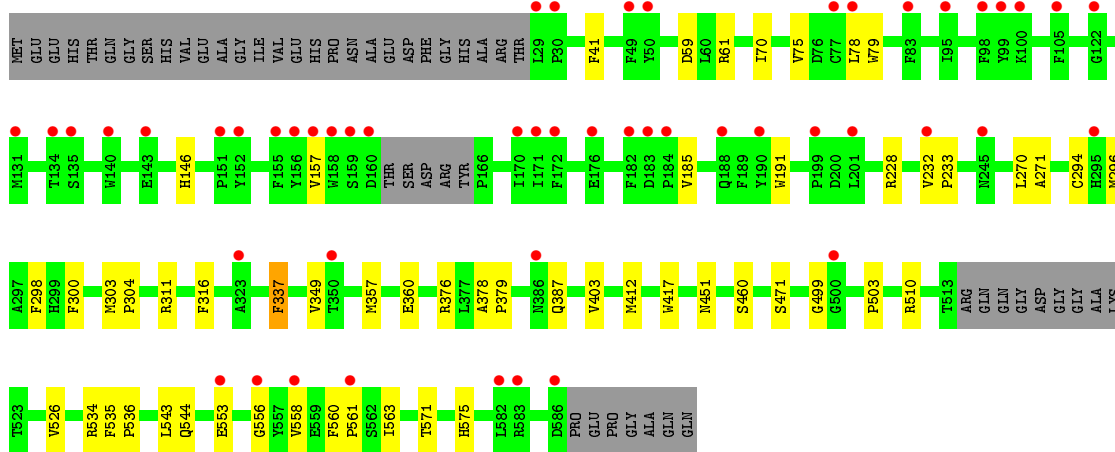 MET GLU GLU HIS THR GLN GLY SER HIS VAL GLU ALA GLY ILE VAL GLU HIS PRO ASN ALA GLU ASP PHE GLY HIS ALA ARG THR L29 P30 F41 F49 Y50 D59 L60 R61 I70 V75 D76 C77 L78 W79 F83 I95 F98 Y99 K100 F105 G122
M131 T134 S135 W140 E143 H146 P151 Y152 F155 Y156 V157 W158 S159 D160 THR SER ASP ARG TYR P166 I170 I171 F172 E176 F182 D183 P184 V185 Q188 F189 Y190 W191 P199 D200 L201 R228 V232 P233 N245 L270 A271 C294 H295 M296
A297 F298 H299 F300 M303 P304 R311 F316 A323 F337 V349 T350 M357 E360 R376 L377 A378 P379 N386 Q387 V403 M412 W417 N451 S460 S471 G499 G500 P503 R510 T513 ARG GLN GLN GLY ASP GLY GLY ALA LYS
T523 V526 R534 F535 P536 L543 Q544 E553 G556 Y557 V558 E559 F560 P561 S562 I563 T571 H575 L582 R583 D586 PRO GLU PRO GLY ALA GLN GLN